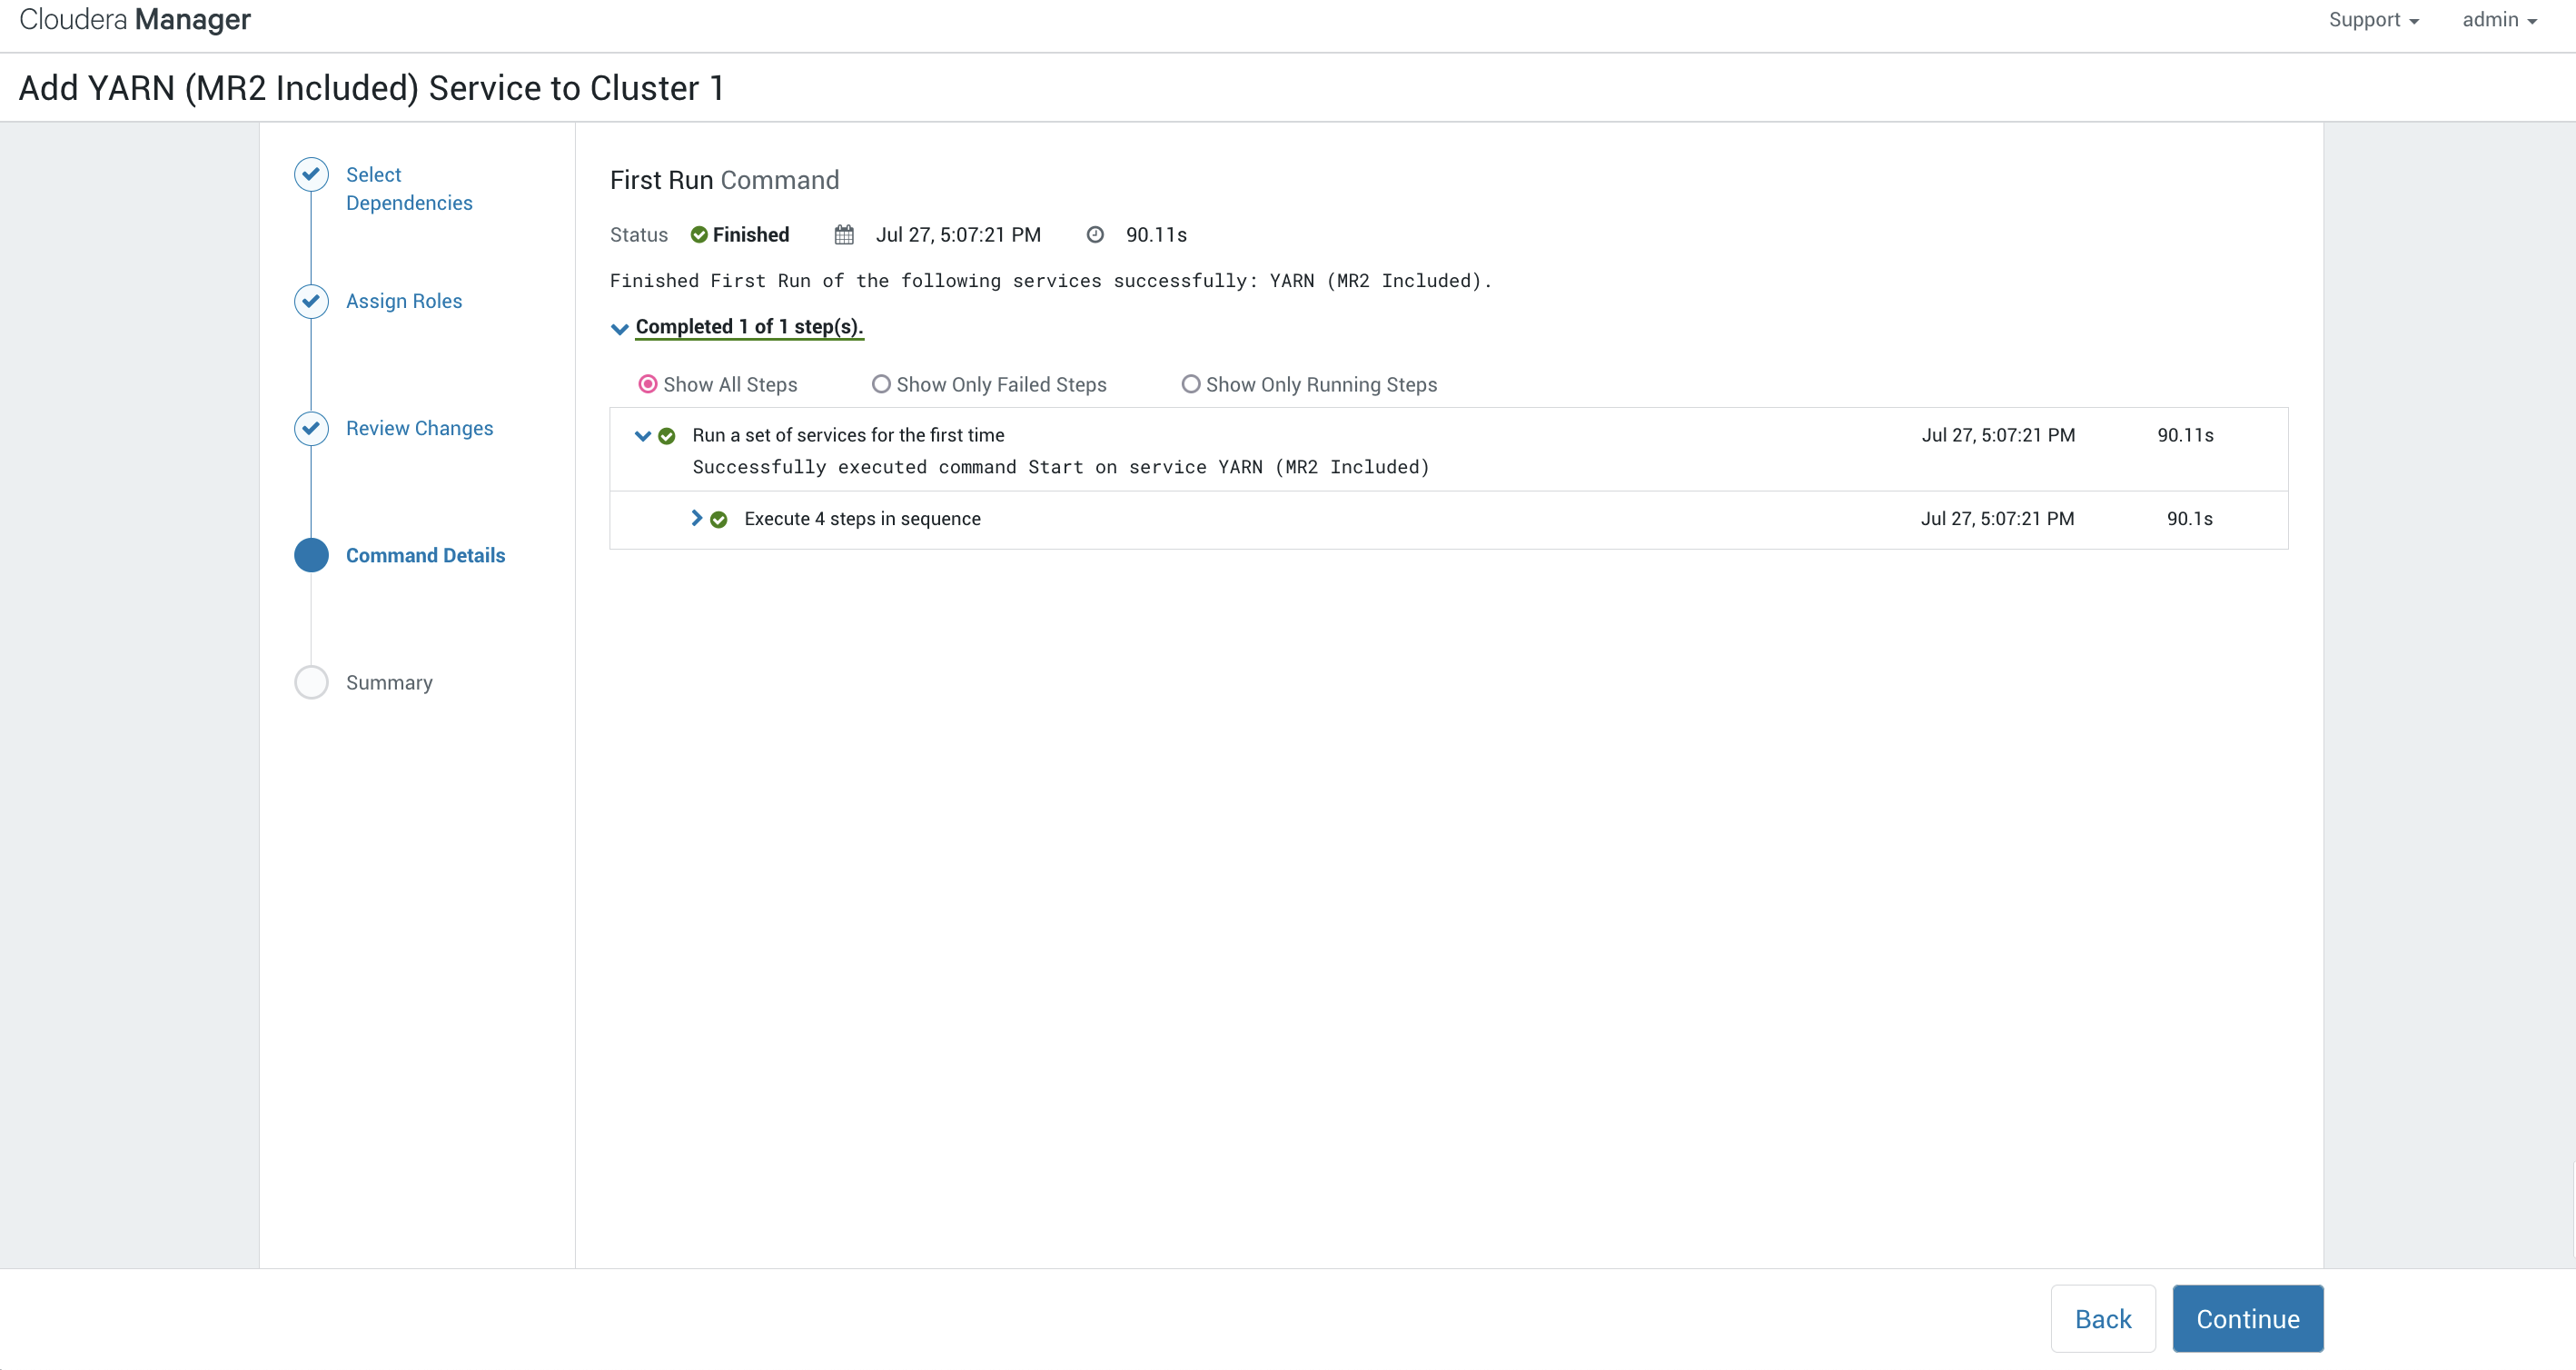 Cloudera Manager
Support
admin
Add YARN (MR2 Included) Service to Cluster 1
Select
Dependencies
Assign Roles
Review Changes
Command Details
Summary
First Run Command
Status Finished Jul 27, 5:07:21 PM 90.11s
Finished First Run of the following services successfully: YARN (MR2 Included).
Completed 1 of 1 step(s).
Show All Steps Show Only Failed Steps Show Only Running Steps
Run a set of services for the first time Jul 27, 5:07:21 PM 90.11s
Successfully executed command Start on service YARN (MR2 Included)
Execute 4 steps in sequence Jul 27, 5:07:21 PM 90.1s
Back
Continue